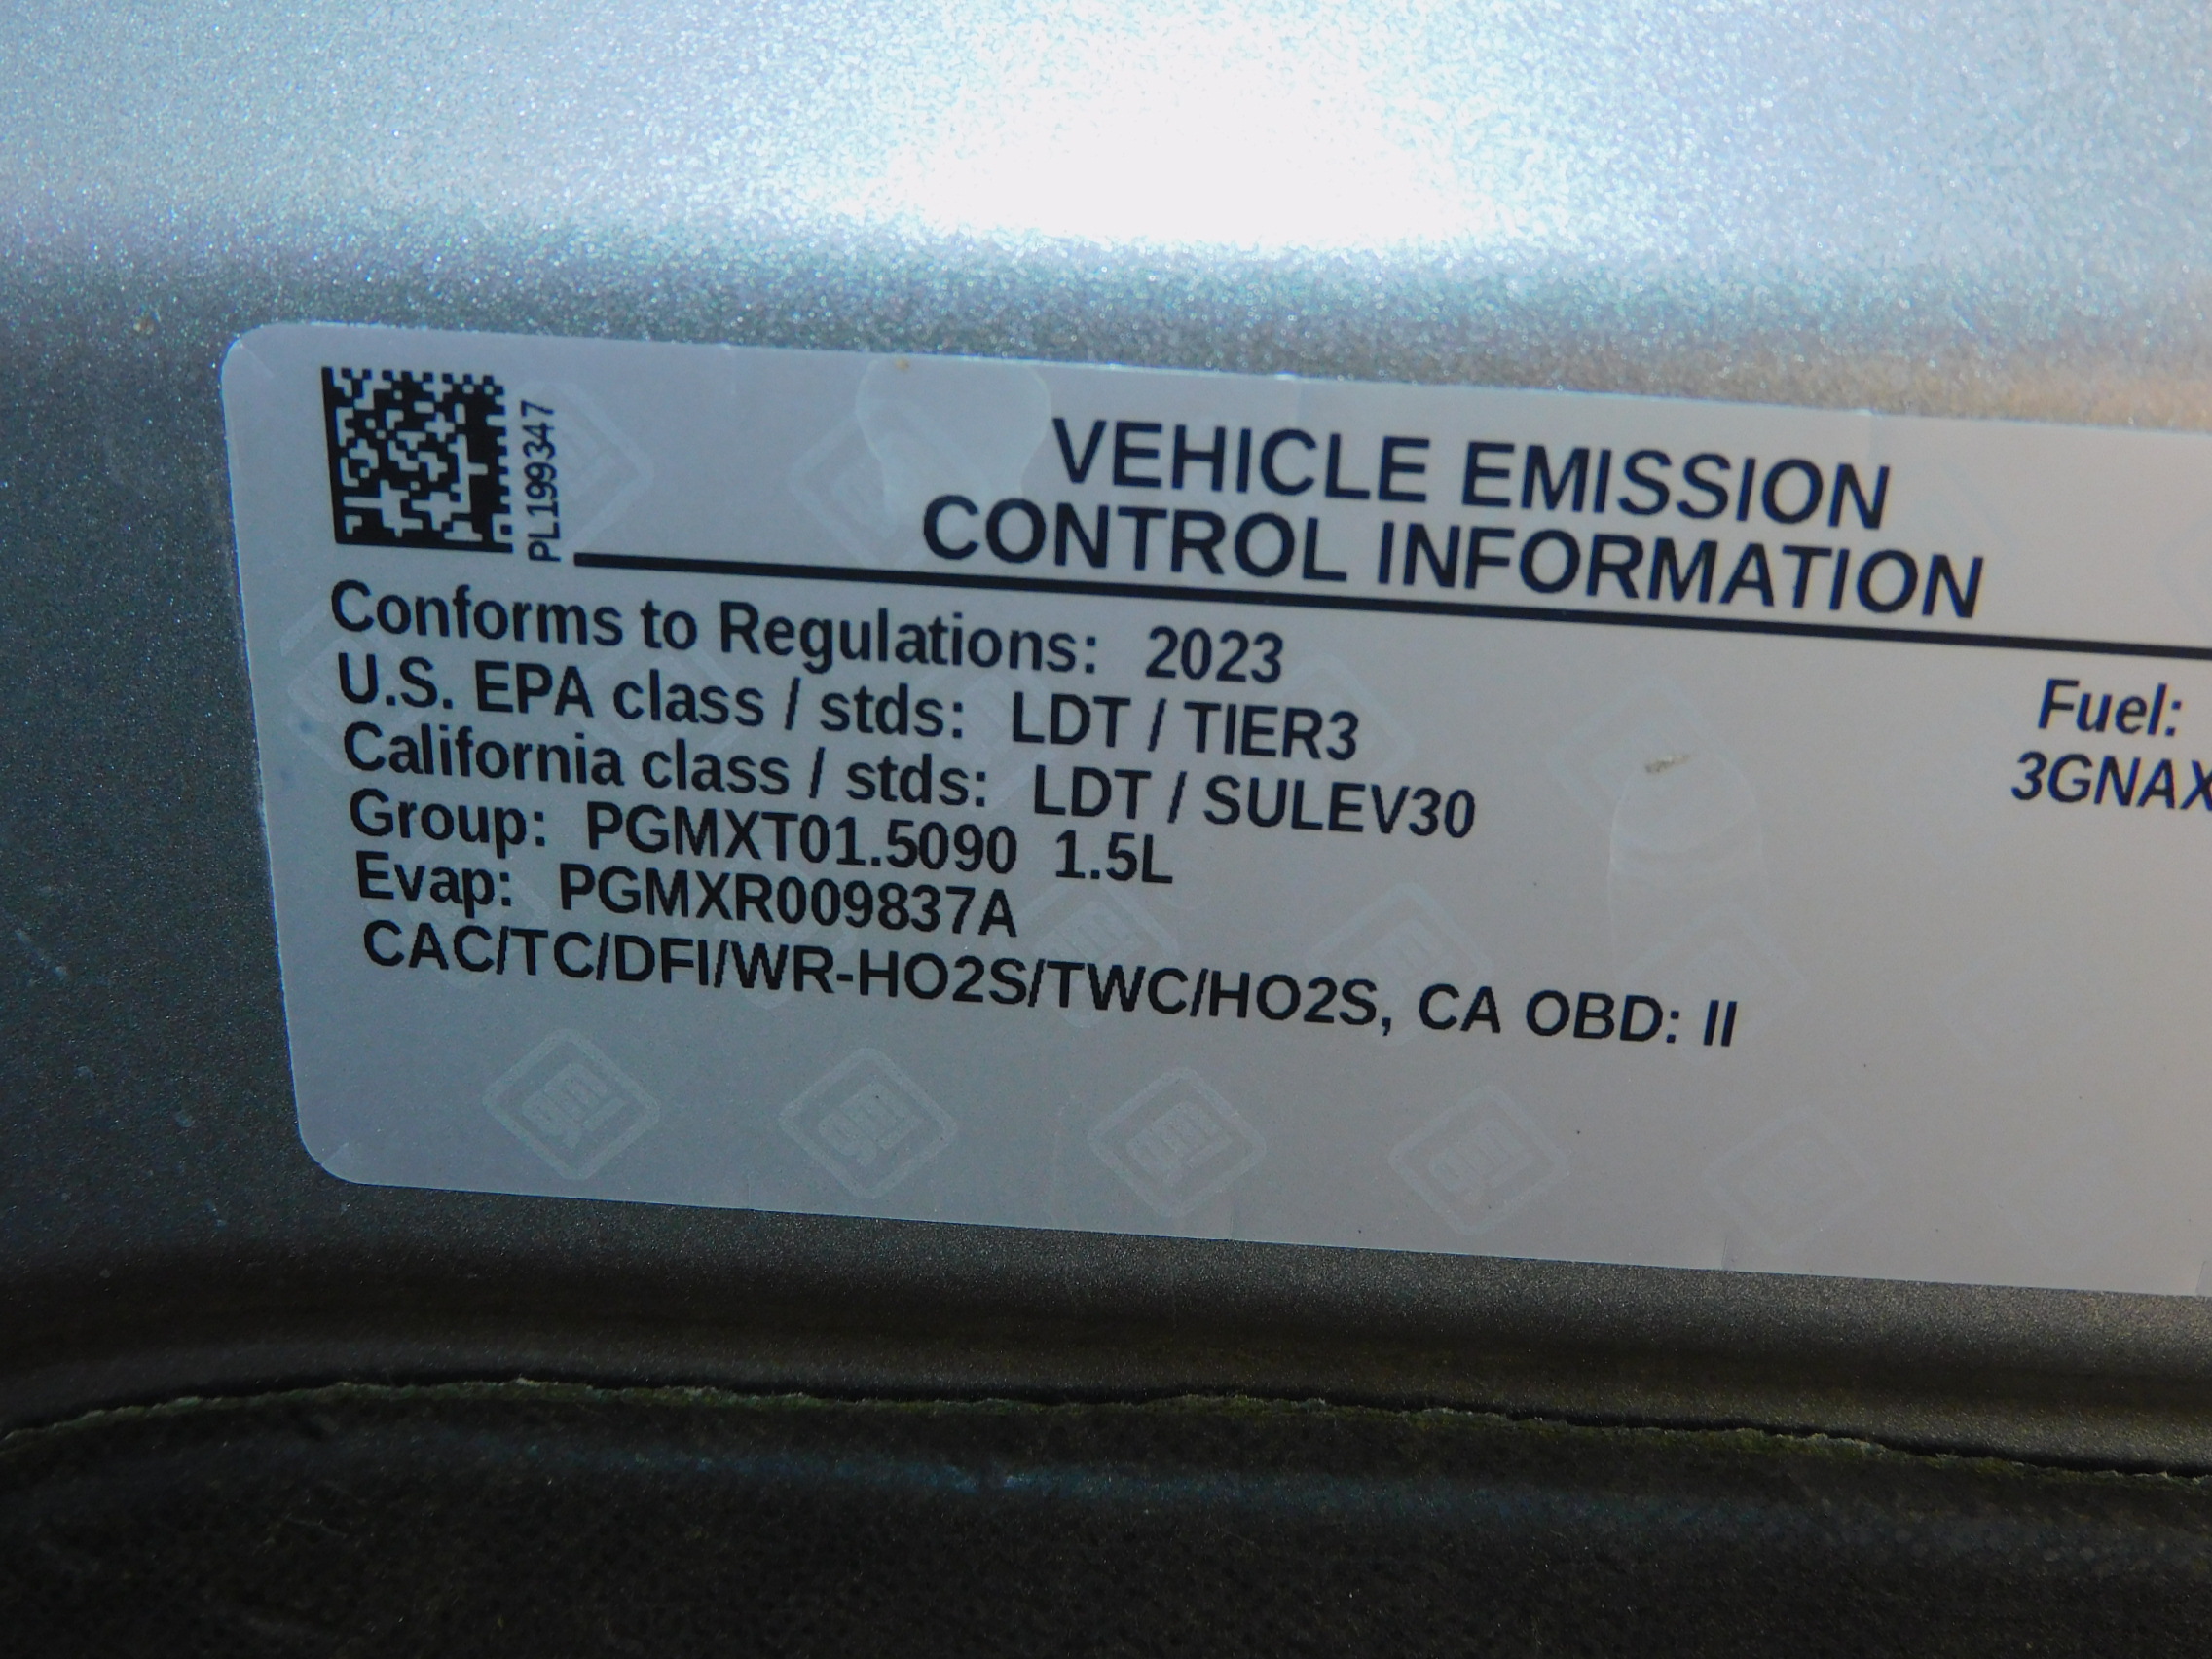 PL199347
VEHICLE EMISSION
CONTROL INFORMATION
Conforms to Regulations: 2023
U.S. EPA class / stds: LDT / TIER3
California class / stds: LDT / SULEV30
Group: PGMXT01.5090 1.5L
Evap: PGMXR009837A
CAC/TC/DFI/WR-HO2S/TWC/HO2S, CA OBD: II
Fuel:
3GNAX